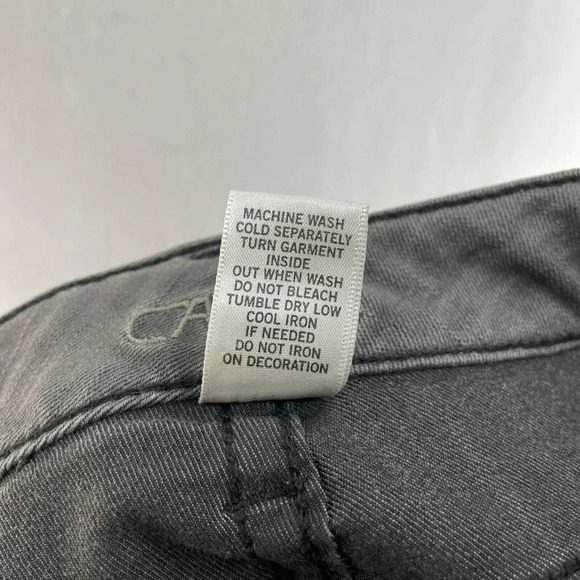 MACHINE WASH
COLD SEPARATELY
TURN GARMENT
INSIDE
OUT WHEN WASH
DO NOT BLEACH
TUMBLE DRY LOW
COOL IRON
IF NEEDED
DO NOT IRON
ON DECORATION